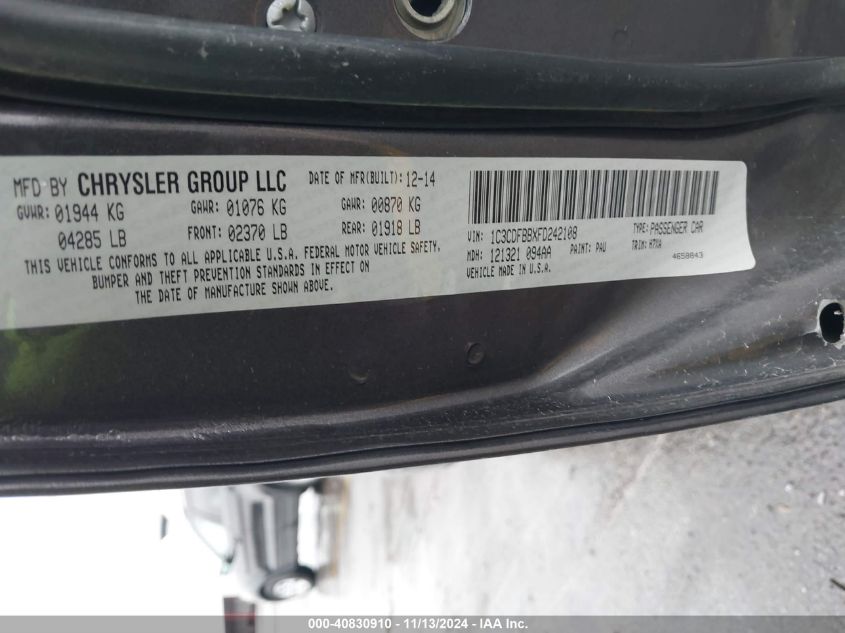 MFD BY CHRYSLER GROUP LLC DATE OF MFR(BUILT): 12-14
GVWR: 01944 KG GAWR: 01076 KG GAWR: 00870 KG
04285 LB FRONT: 02370 LB REAR: 01918 LB
THIS VEHICLE CONFORMS TO ALL APPLICABLE U.S.A. FEDERAL MOTOR VEHICLE SAFETY,
BUMPER AND THEFT PREVENTION STANDARDS IN EFFECT ON
THE DATE OF MANUFACTURE SHOWN ABOVE.
VIN: 1C3CDFBBXFD242108 TYPE: PASSENGER CAR
MDH: 121321 094AA PAINT: PAU TRIM: H7XA
VEHICLE MADE IN U.S.A. 4658843
000-40830910 - 11/13/2024 - IAA Inc.